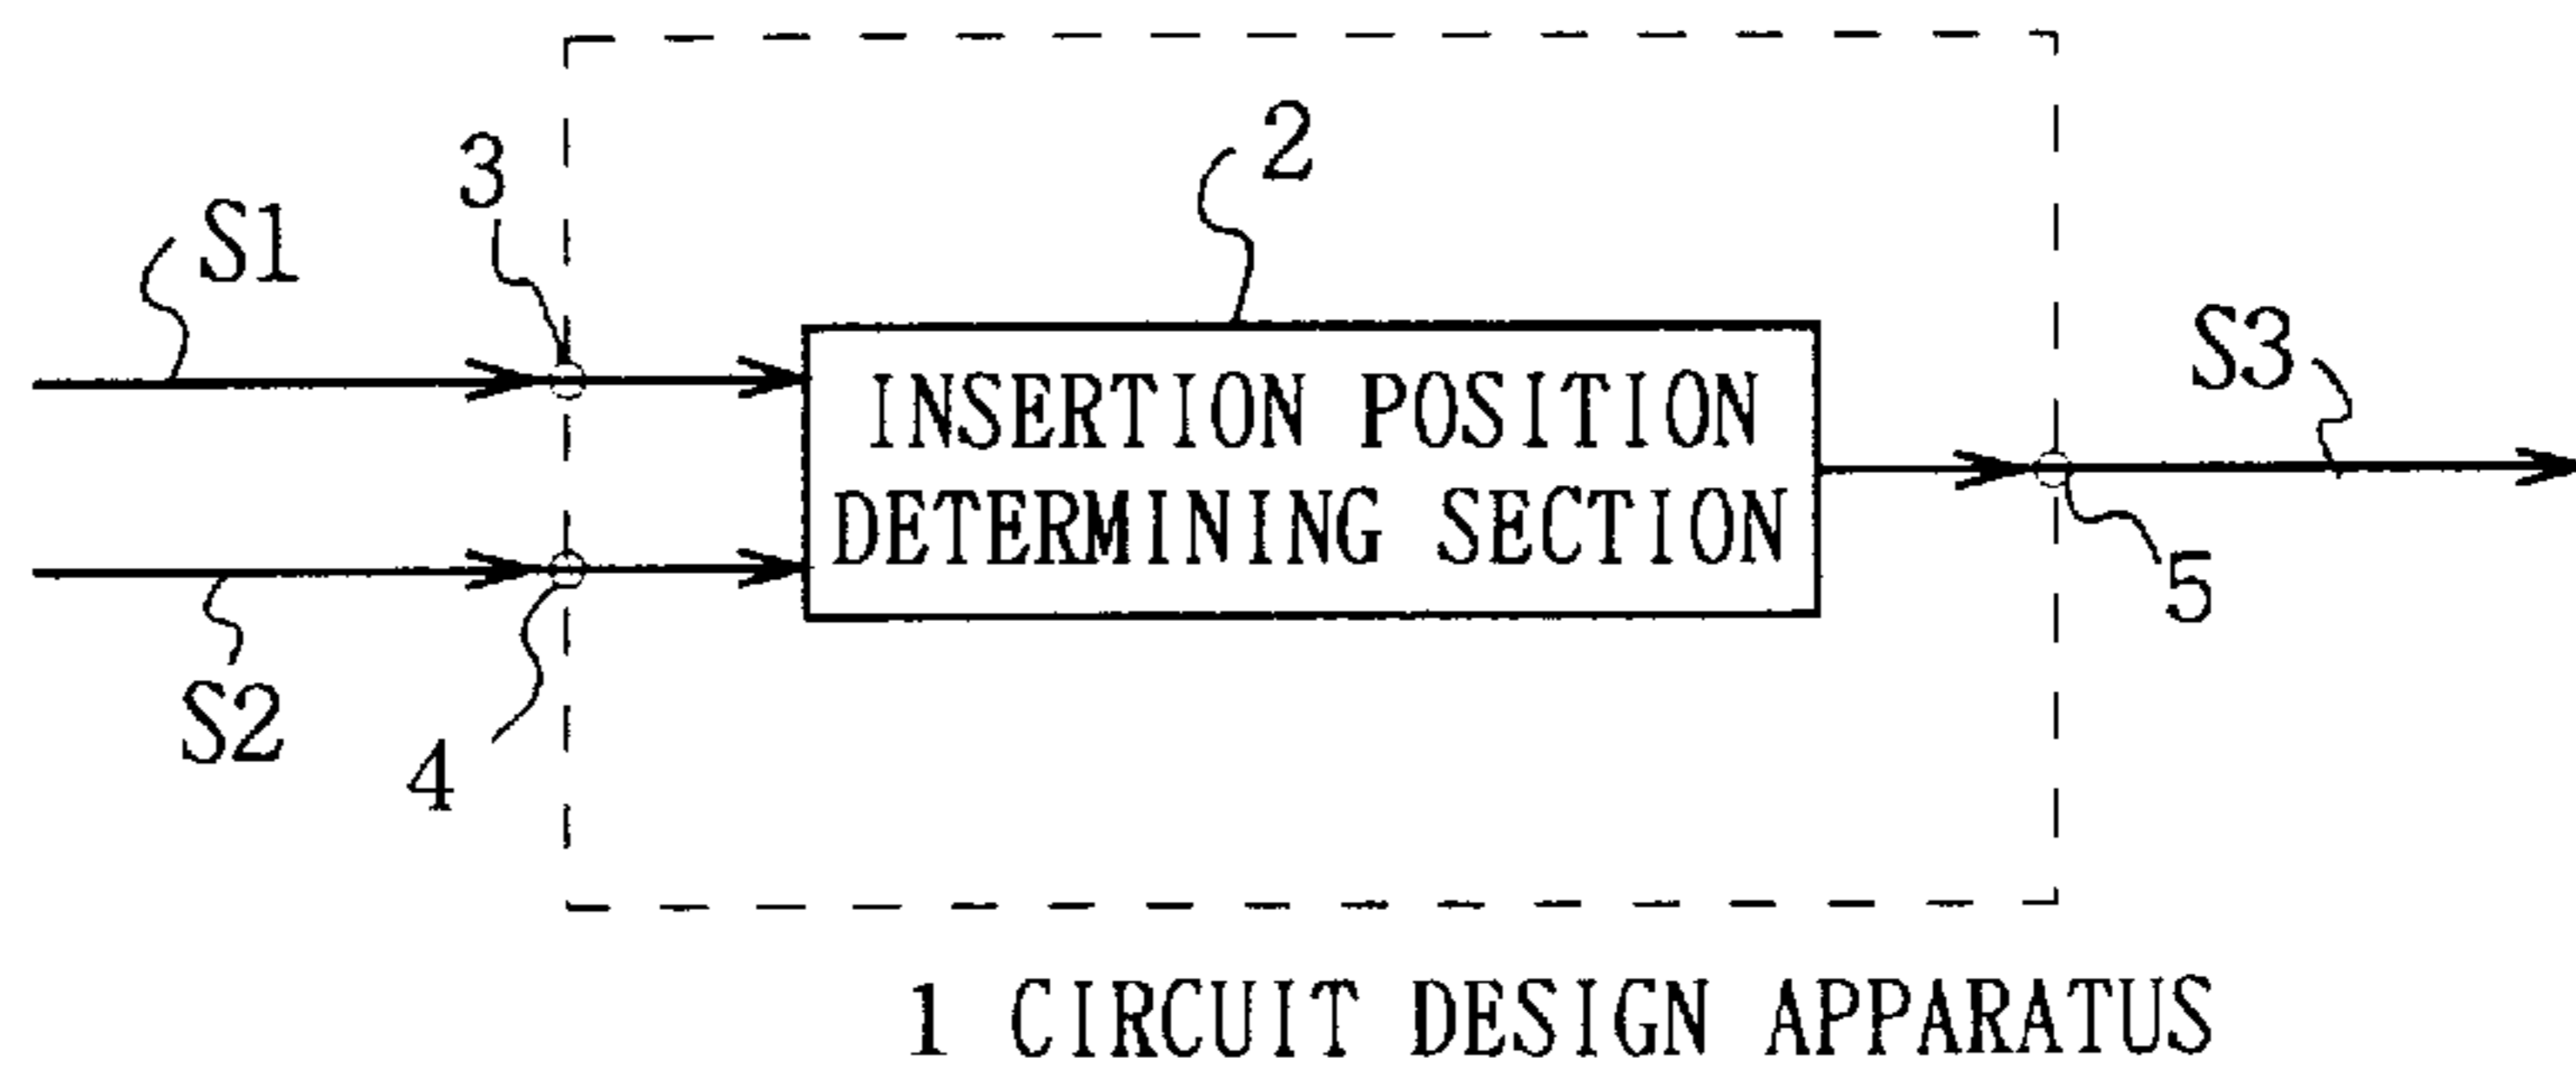 2
3
S1
S3
INSERTION POSITION
DETERMINING SECTION
5
S2
4
1 CIRCUIT DESIGN APPARATUS